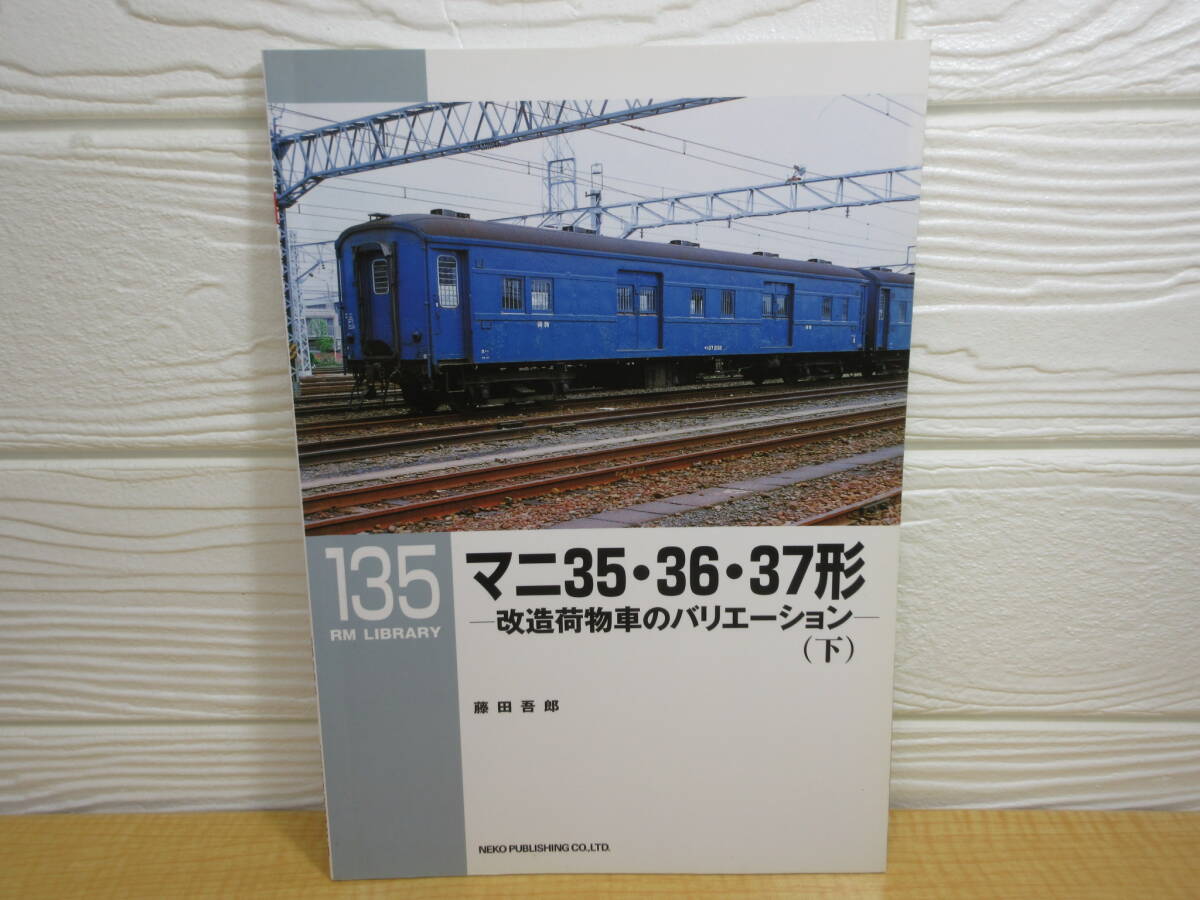 135
RM LIBRARY
マニ35・36・37形
―改造荷物車のバリエーション―
（下）
藤田吾郎
NEKO PUBLISHING CO.,LTD.